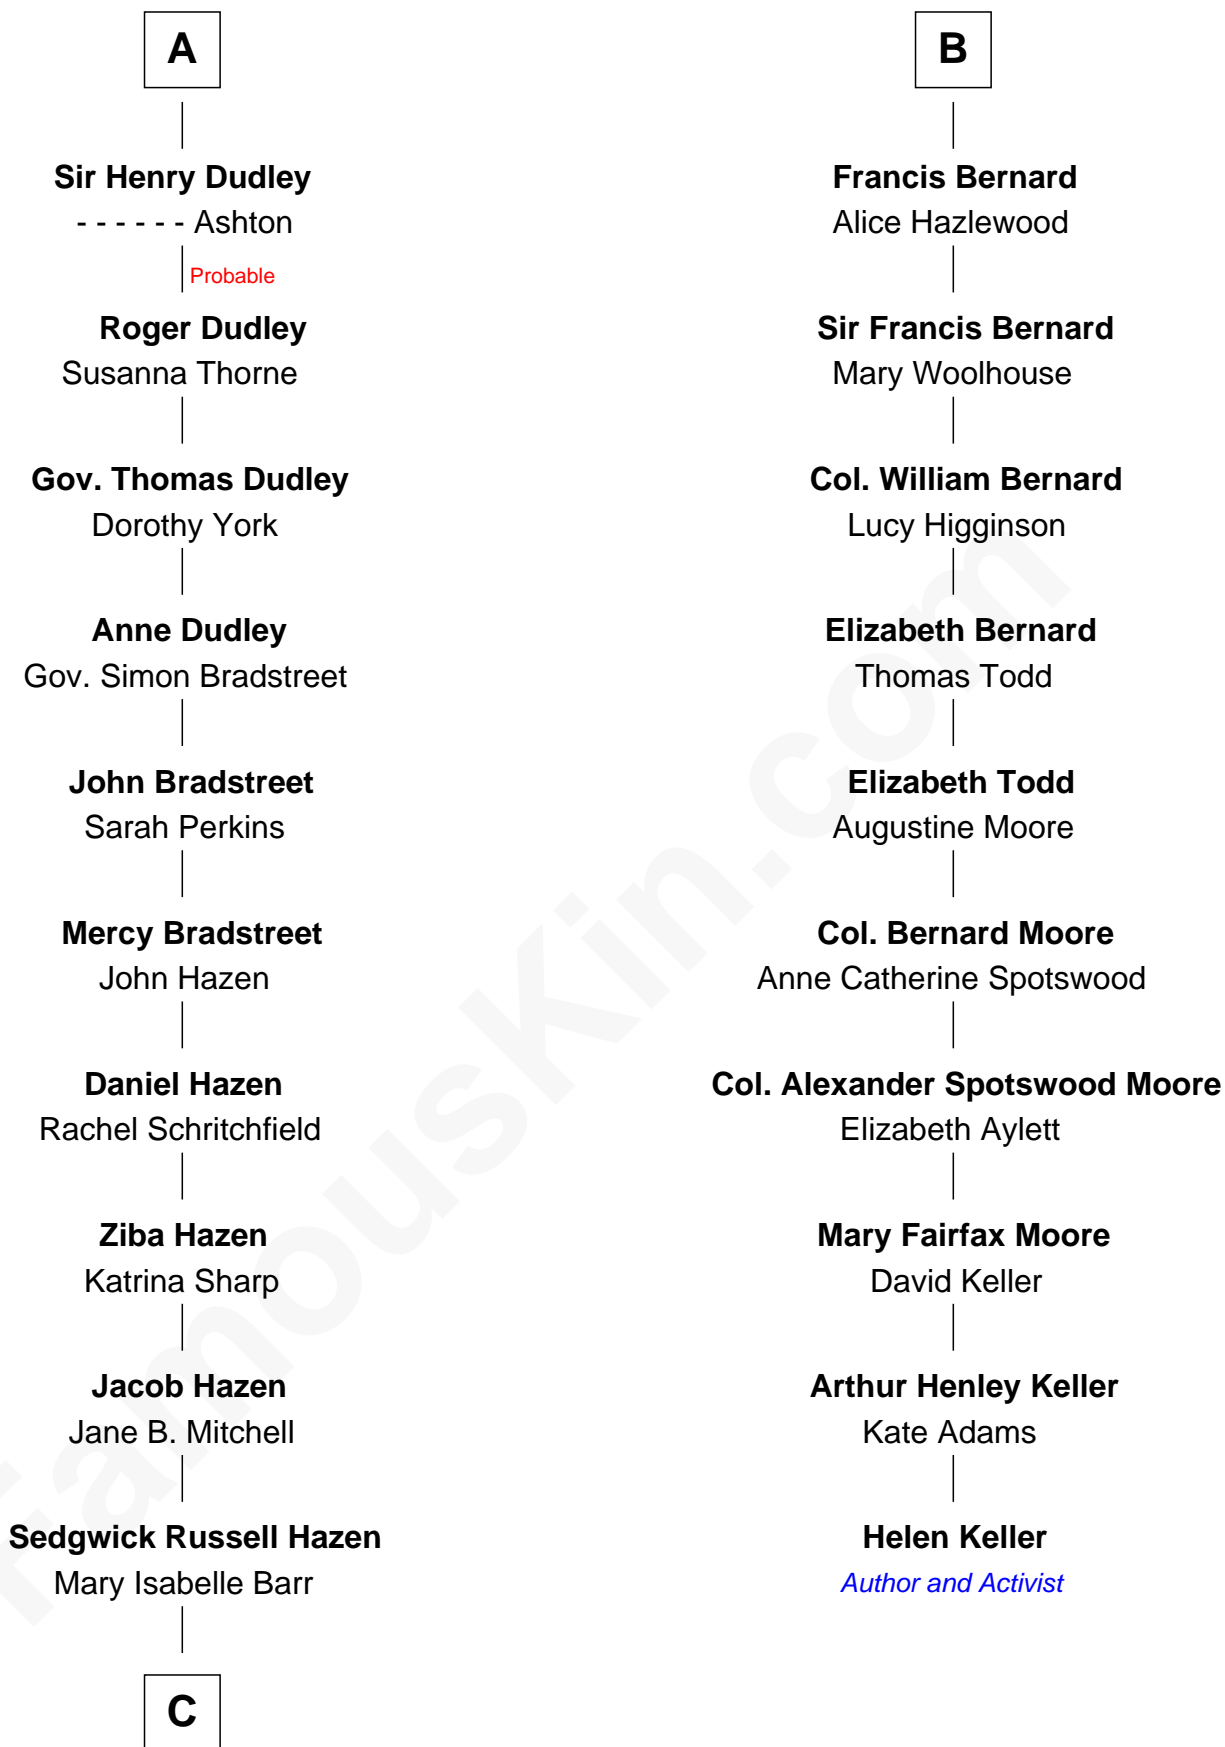 A
Sir Henry Dudley
- - - - - - Ashton
Probable
Roger Dudley
Susanna Thorne
Gov. Thomas Dudley
Dorothy York
Anne Dudley
Gov. Simon Bradstreet
John Bradstreet
Sarah Perkins
Mercy Bradstreet
John Hazen
Daniel Hazen
Rachel Schritchfield
Ziba Hazen
Katrina Sharp
Jacob Hazen
Jane B. Mitchell
Sedgwick Russell Hazen
Mary Isabelle Barr
C
B
Francis Bernard
Alice Hazlewood
Sir Francis Bernard
Mary Woolhouse
Col. William Bernard
Lucy Higginson
Elizabeth Bernard
Thomas Todd
Elizabeth Todd
Augustine Moore
Col. Bernard Moore
Anne Catherine Spotswood
Col. Alexander Spotswood Moore
Elizabeth Aylett
Mary Fairfax Moore
David Keller
Arthur Henley Keller
Kate Adams
Helen Keller
Author and Activist
FamousKin.com